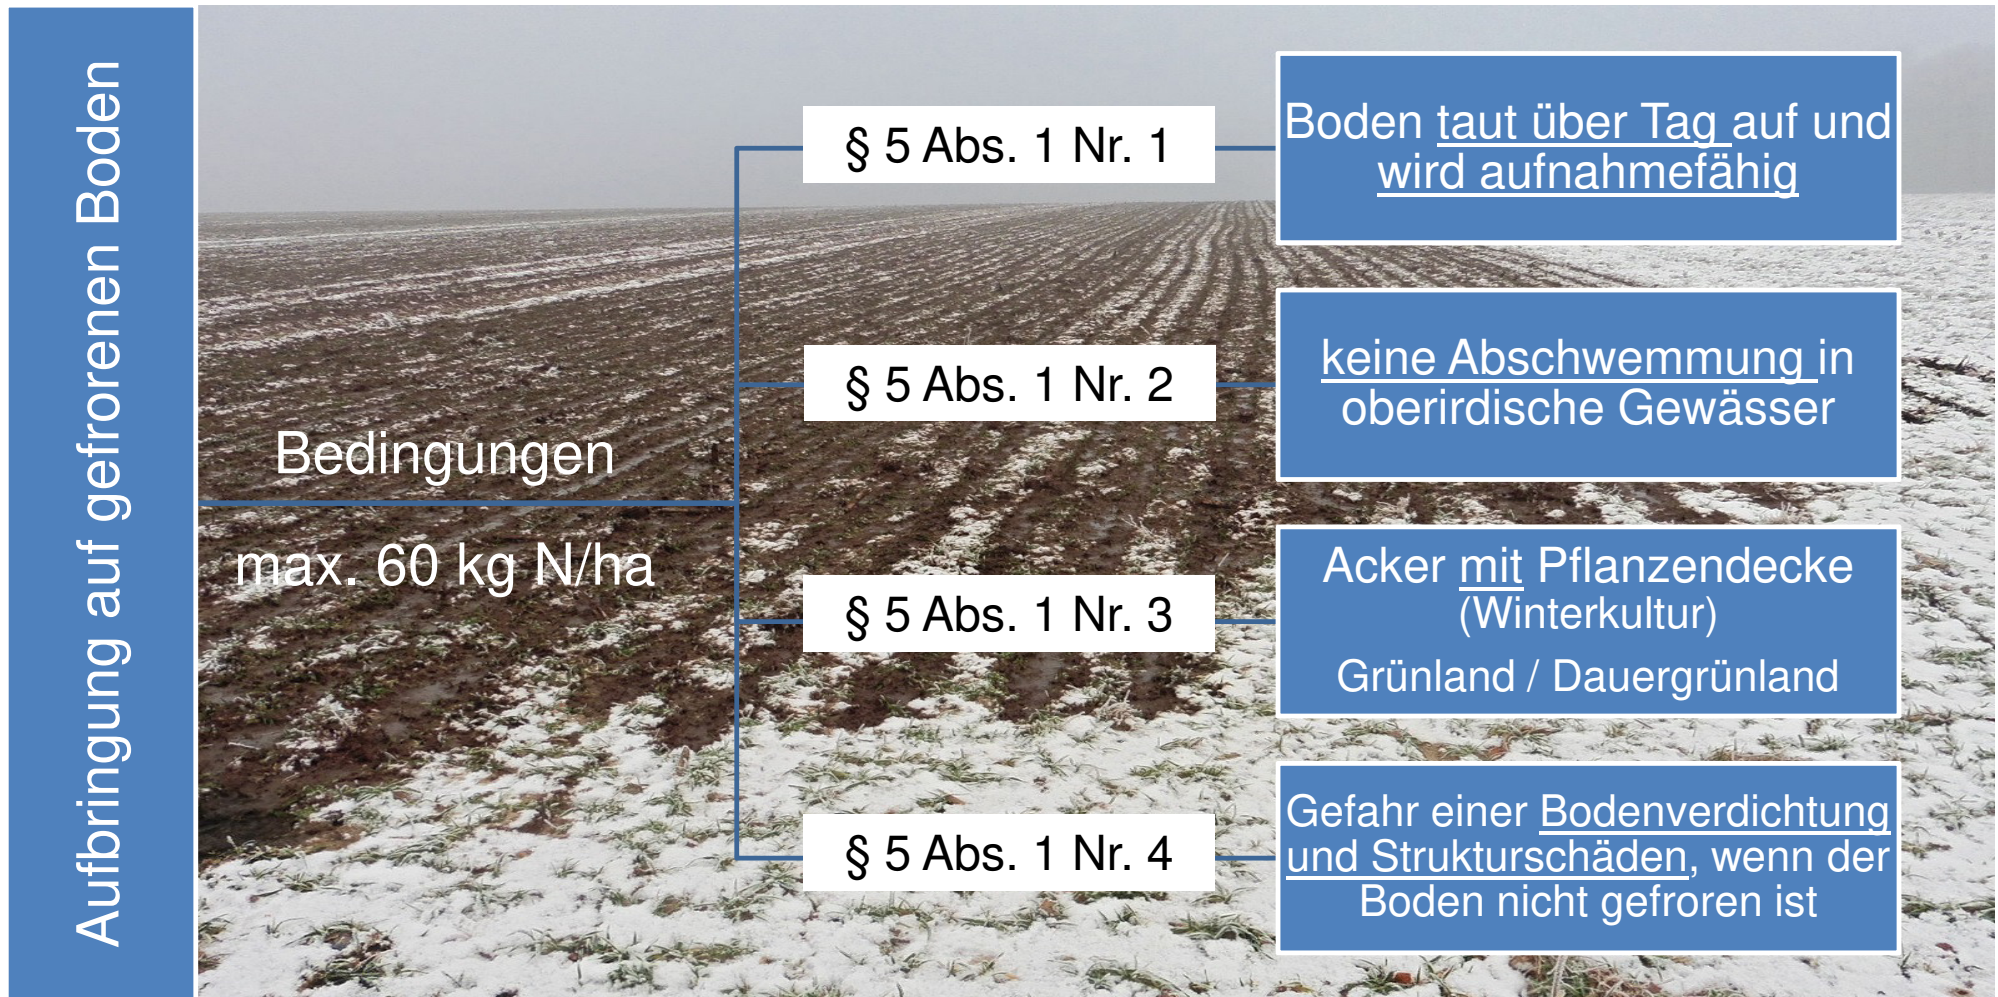 Aufbringung auf gefrorenen Boden
Bedingungen
max. 60 kg N/ha
§ 5 Abs. 1 Nr. 1
Boden taut über Tag auf und
wird aufnahmefähig
§ 5 Abs. 1 Nr. 2
keine Abschwemmung in
oberirdische Gewässer
§ 5 Abs. 1 Nr. 3
Acker mit Pflanzendecke
(Winterkultur)
Grünland / Dauergrünland
§ 5 Abs. 1 Nr. 4
Gefahr einer Bodenverdichtung
und Strukturschäden, wenn der
Boden nicht gefroren ist